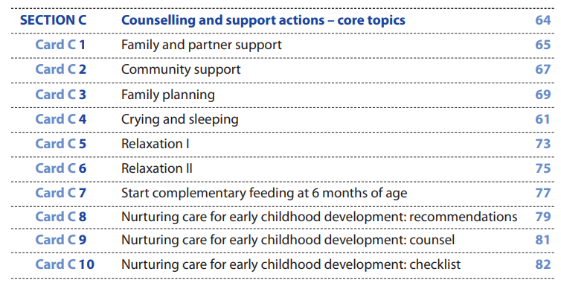 SECTION C Counselling and support actions – core topics 64
Card C 1 Family and partner support 65
Card C 2 Community support 67
Card C 3 Family planning 69
Card C 4 Crying and sleeping 61
Card C 5 Relaxation I 73
Card C 6 Relaxation II 75
Card C 7 Start complementary feeding at 6 months of age 77
Card C 8 Nurturing care for early childhood development: recommendations 79
Card C 9 Nurturing care for early childhood development: counsel 81
Card C 10 Nurturing care for early childhood development: checklist 82